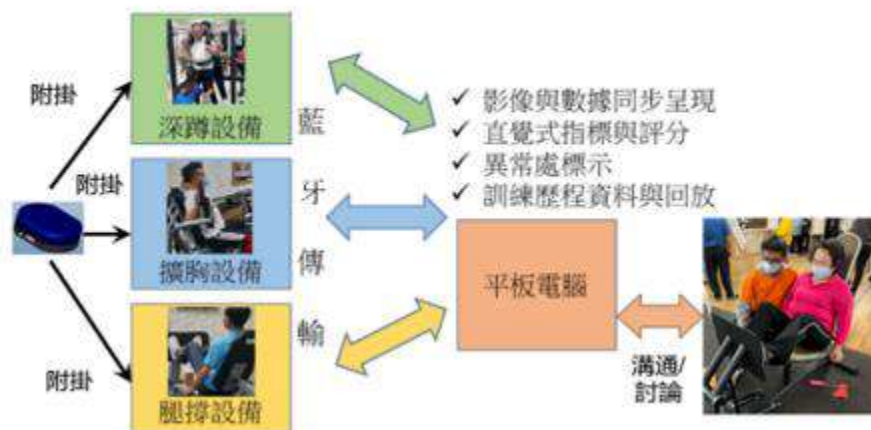 附掛
附掛
附掛
深蹲設備
擴胸設備
腿撐設備
藍
牙
傳
輸
✓ 影像與數據同步呈現
✓ 直覺式指標與評分
✓ 異常處標示
✓ 訓練歷程資料與回放
平板電腦
溝通/
討論